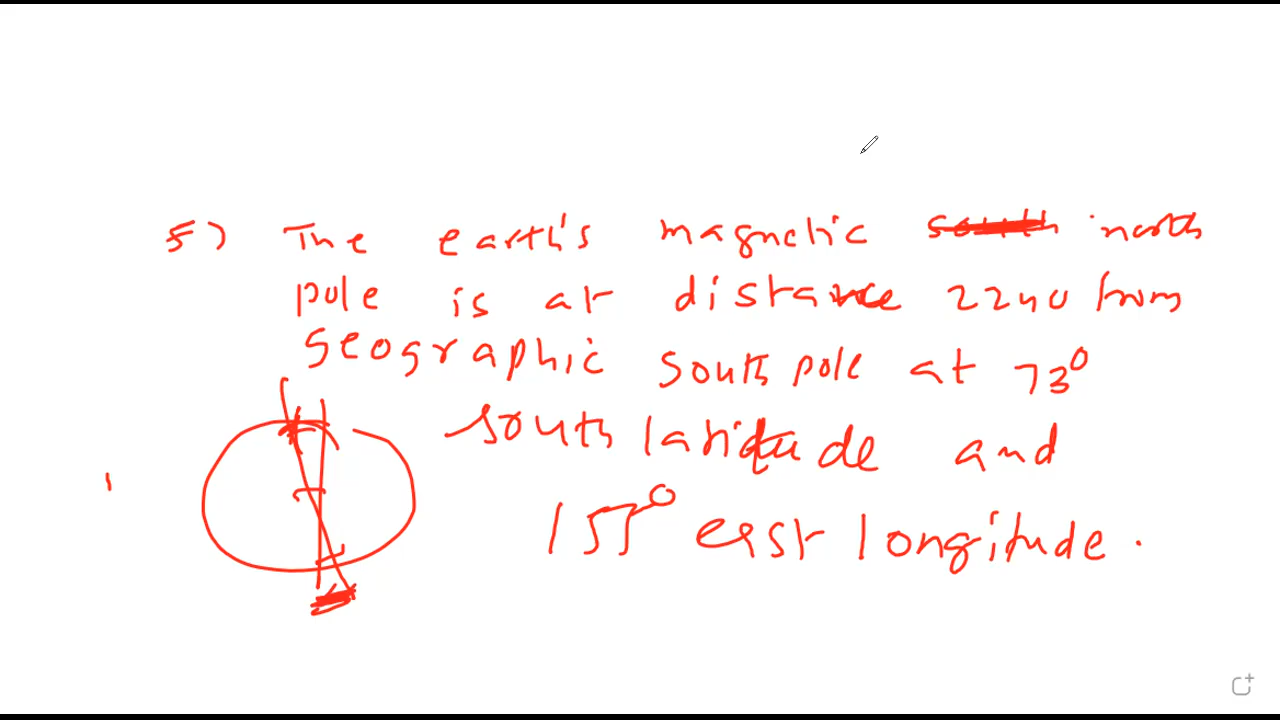 5) The earth's magnetic south north
pole is at distance 2240 from
geographic south pole at 73°
south latitude and
155° east longitude.